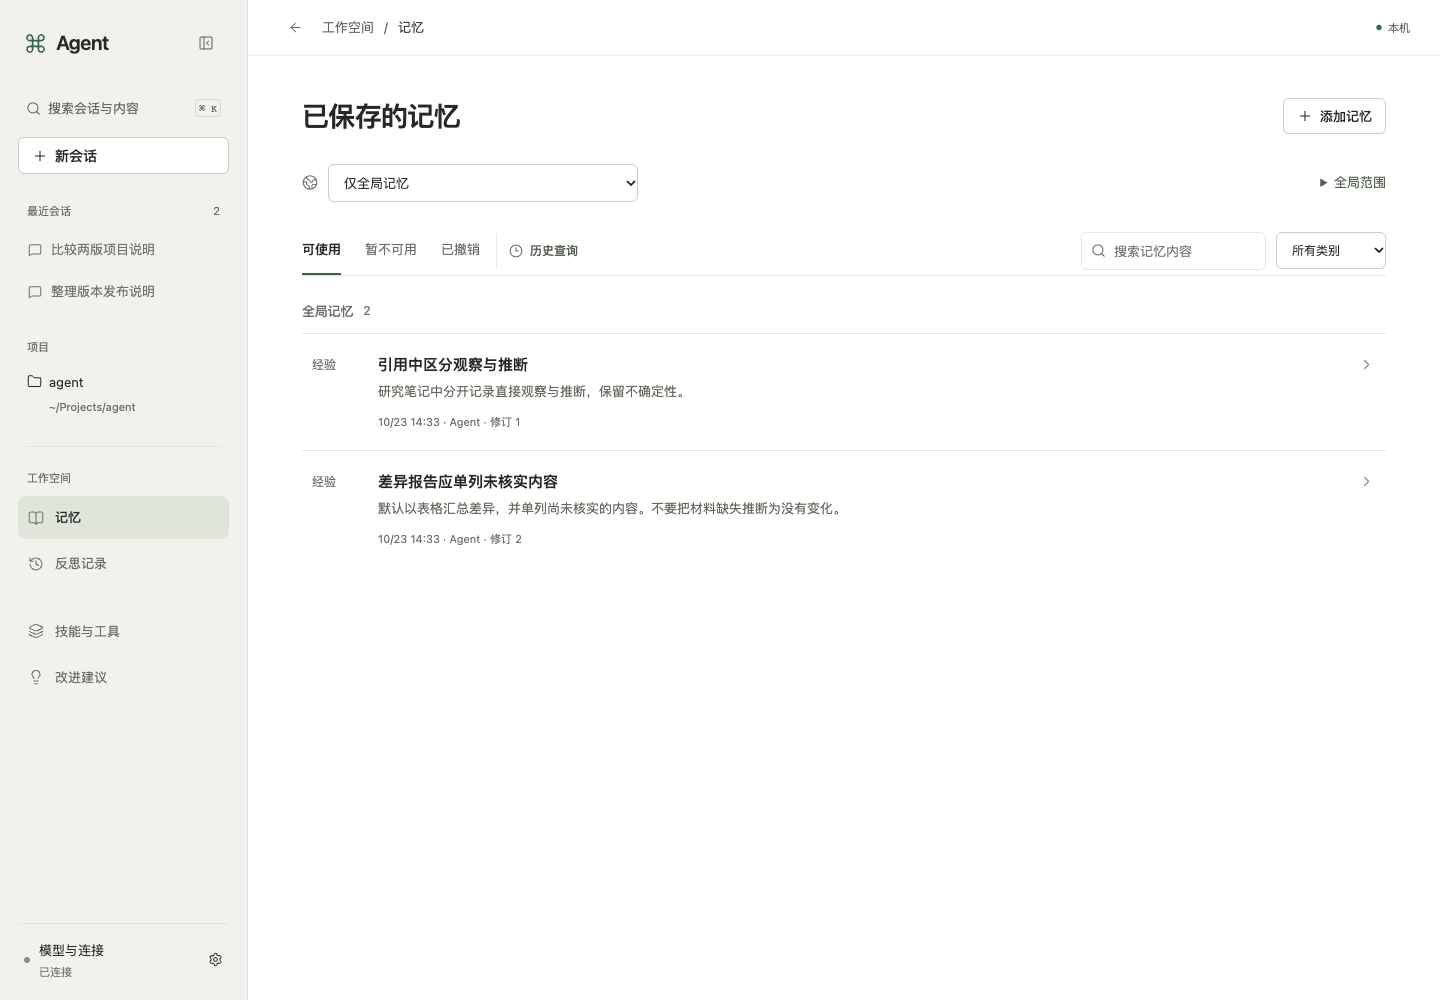 Agent
搜索会话与内容
⌘ K
新会话
最近会话 2
比较两版项目说明
整理版本发布说明
项目
agent
~/Projects/agent
工作空间
记忆
反思记录
技能与工具
改进建议
模型与连接
已连接
工作空间 / 记忆
本机
已保存的记忆
添加记忆
仅全局记忆
全局范围
可使用 暂不可用 已撤销 历史查询
搜索记忆内容
所有类别
全局记忆 2
经验
引用中区分观察与推断
研究笔记中分开记录直接观察与推断，保留不确定性。
10/23 14:33 · Agent · 修订 1
经验
差异报告应单列未核实内容
默认以表格汇总差异，并单列尚未核实的内容。不要把材料缺失推断为没有变化。
10/23 14:33 · Agent · 修订 2